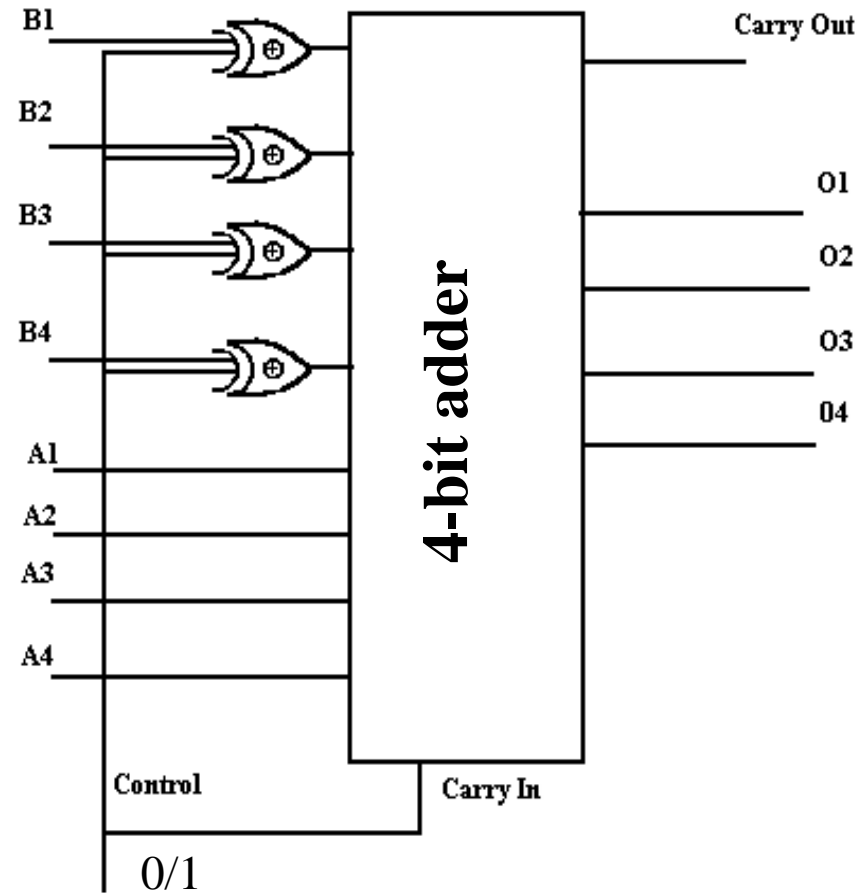 B1
Carry Out
B2
O1
B3
O2
B4
O3
04
4-bit adder
A1
A2
A3
A4
Control
Carry In
0/1